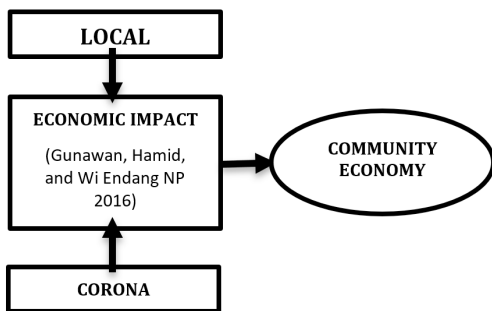 LOCAL
ECONOMIC IMPACT
(Gunawan, Hamid,
and Wi Endang NP
2016)
COMMUNITY
ECONOMY
CORONA